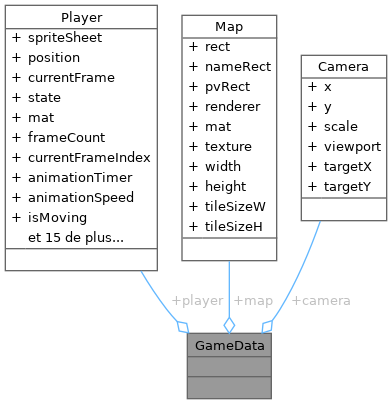 Player
+ spriteSheet
+ position
+ currentFrame
+ state
+ mat
+ frameCount
+ currentFrameIndex
+ animationTimer
+ animationSpeed
+ isMoving
et 15 de plus...
Map
+ rect
+ nameRect
+ pvRect
+ renderer
+ mat
+ texture
+ width
+ height
+ tileSizeW
+ tileSizeH
Camera
+ x
+ y
+ scale
+ viewport
+ targetX
+ targetY
+player
+map
+camera
GameData